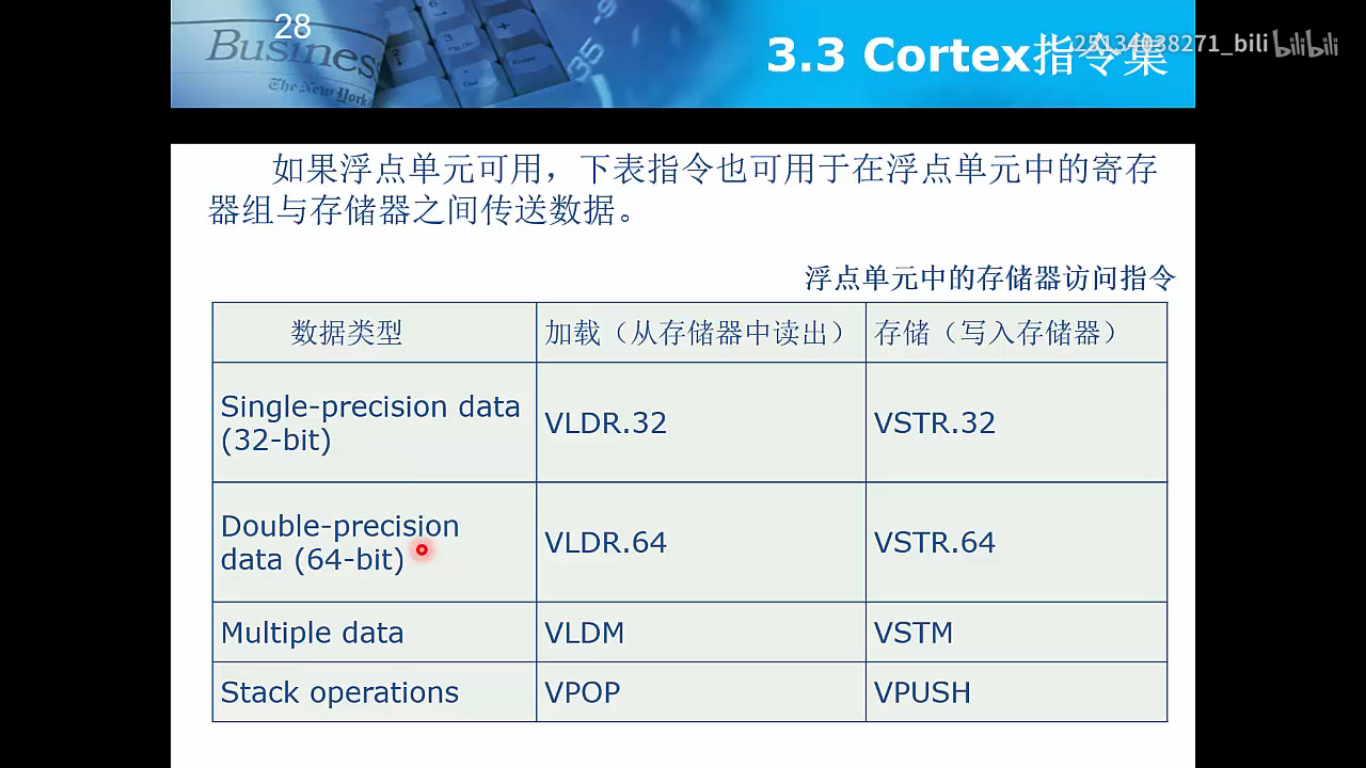 28
Business
The New York
3.3 Cortex指令集
25134038271_bili bilibili
如果浮点单元可用，下表指令也可用于在浮点单元中的寄存
器组与存储器之间传送数据。
浮点单元中的存储器访问指令
数据类型 加载（从存储器中读出） 存储（写入存储器）
Single-precision data
(32-bit)
VLDR.32 VSTR.32
Double-precision
data (64-bit)
VLDR.64 VSTR.64
Multiple data VLDM VSTM
Stack operations VPOP VPUSH